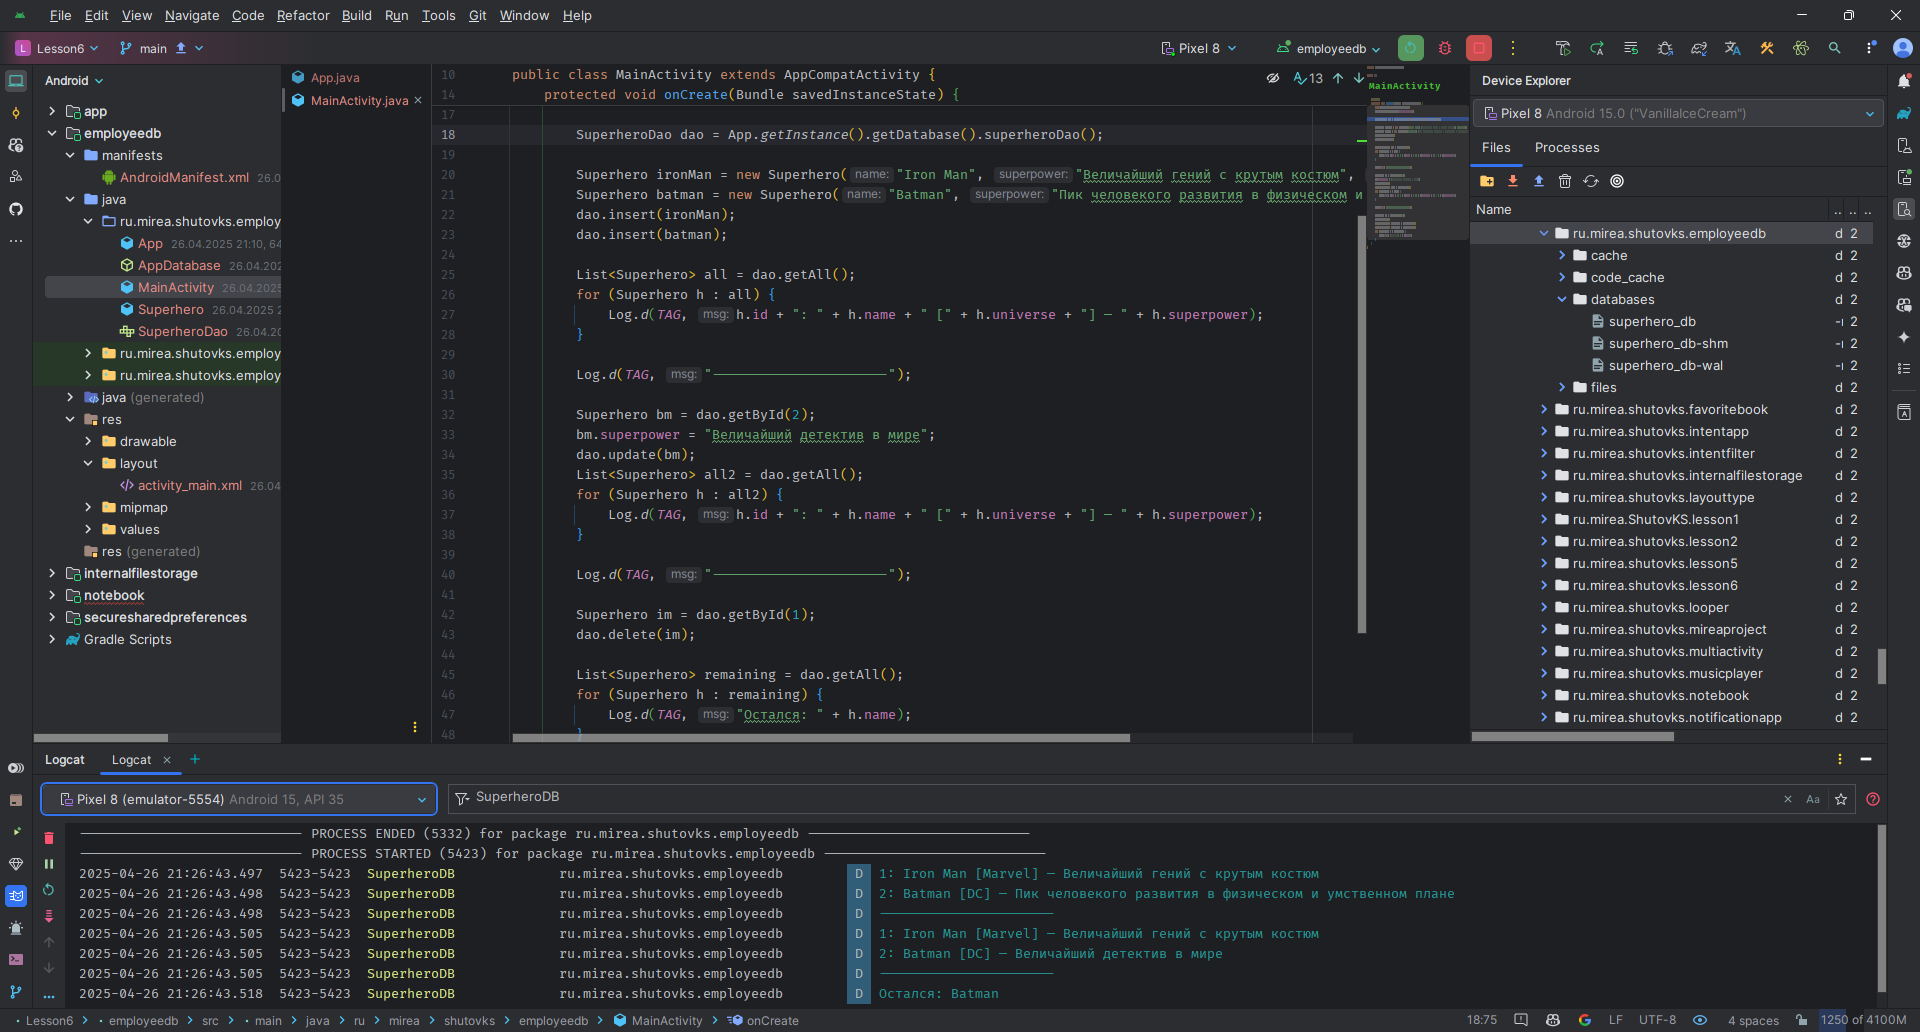 File Edit View Navigate Code Refactor Build Run Tools Git Window Help
L Lesson6 main Pixel 8 employeedb
Android
app
employeedb
manifests
AndroidManifest.xml 26.0
java
ru.mirea.shutovks.employ
App 26.04.2025 21:10, 64
AppDatabase 26.04.202
MainActivity 26.04.2025
Superhero 26.04.2025 2
SuperheroDao 26.04.20
ru.mirea.shutovks.employ
ru.mirea.shutovks.employ
java (generated)
res
drawable
layout
activity_main.xml 26.04
mipmap
values
res (generated)
internalfilestorage
notebook
securesharedpreferences
Gradle Scripts
App.java
MainActivity.java
13
MainActivity
10 public class MainActivity extends AppCompatActivity {
14 protected void onCreate(Bundle savedInstanceState) {
17
18 SuperheroDao dao = App.getInstance().getDatabase().superheroDao();
19
20 Superhero ironMan = new Superhero( name: "Iron Man", superpower: "Величайший гений с крутым костюм",
21 Superhero batman = new Superhero( name: "Batman", superpower: "Пик человекого развития в физическом и
22 dao.insert(ironMan);
23 dao.insert(batman);
24
25 List<Superhero> all = dao.getAll();
26 for (Superhero h : all) {
27 Log.d(TAG, msg: h.id + ": " + h.name + " [" + h.universe + "] — " + h.superpower);
28 }
29
30 Log.d(TAG, msg: "——————————————————————");
31
32 Superhero bm = dao.getById(2);
33 bm.superpower = "Величайший детектив в мире";
34 dao.update(bm);
35 List<Superhero> all2 = dao.getAll();
36 for (Superhero h : all2) {
37 Log.d(TAG, msg: h.id + ": " + h.name + " [" + h.universe + "] — " + h.superpower);
38 }
39
40 Log.d(TAG, msg: "——————————————————————");
41
42 Superhero im = dao.getById(1);
43 dao.delete(im);
44
45 List<Superhero> remaining = dao.getAll();
46 for (Superhero h : remaining) {
47 Log.d(TAG, msg: "Остался: " + h.name);
48 }
Device Explorer
Pixel 8 Android 15.0 ("VanillaIceCream")
Files Processes
Name
ru.mirea.shutovks.employeedb d 2
cache d 2
code_cache d 2
databases d 2
superhero_db -r 2
superhero_db-shm -r 2
superhero_db-wal -r 2
files d 2
ru.mirea.shutovks.favoritebook d 2
ru.mirea.shutovks.intentapp d 2
ru.mirea.shutovks.intentfilter d 2
ru.mirea.shutovks.internalfilestorage d 2
ru.mirea.shutovks.layouttype d 2
ru.mirea.ShutovKS.lesson1 d 2
ru.mirea.shutovks.lesson2 d 2
ru.mirea.shutovks.lesson5 d 2
ru.mirea.shutovks.lesson6 d 2
ru.mirea.shutovks.looper d 2
ru.mirea.shutovks.mireaproject d 2
ru.mirea.shutovks.multiactivity d 2
ru.mirea.shutovks.musicplayer d 2
ru.mirea.shutovks.notebook d 2
ru.mirea.shutovks.notificationapp d 2
Logcat Logcat
Pixel 8 (emulator-5554) Android 15, API 35 SuperheroDB Aa
PROCESS ENDED (5332) for package ru.mirea.shutovks.employeedb
PROCESS STARTED (5423) for package ru.mirea.shutovks.employeedb
2025-04-26 21:26:43.497 5423-5423 SuperheroDB ru.mirea.shutovks.employeedb D 1: Iron Man [Marvel] — Величайший гений с крутым костюм
2025-04-26 21:26:43.498 5423-5423 SuperheroDB ru.mirea.shutovks.employeedb D 2: Batman [DC] — Пик человекого развития в физическом и умственном плане
2025-04-26 21:26:43.498 5423-5423 SuperheroDB ru.mirea.shutovks.employeedb D ——————————————————————
2025-04-26 21:26:43.505 5423-5423 SuperheroDB ru.mirea.shutovks.employeedb D 1: Iron Man [Marvel] — Величайший гений с крутым костюм
2025-04-26 21:26:43.505 5423-5423 SuperheroDB ru.mirea.shutovks.employeedb D 2: Batman [DC] — Величайший детектив в мире
2025-04-26 21:26:43.505 5423-5423 SuperheroDB ru.mirea.shutovks.employeedb D ——————————————————————
2025-04-26 21:26:43.518 5423-5423 SuperheroDB ru.mirea.shutovks.employeedb D Остался: Batman
Lesson6 > employeedb > src > main > java > ru > mirea > shutovks > employeedb > MainActivity > onCreate 18:75 LF UTF-8 4 spaces 1250 of 4100M